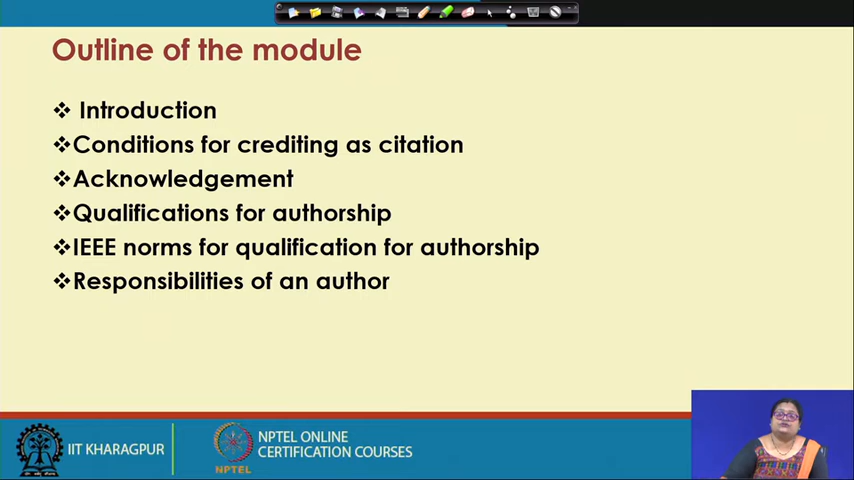 Outline of the module
❖ Introduction
❖Conditions for crediting as citation
❖Acknowledgement
❖Qualifications for authorship
❖IEEE norms for qualification for authorship
❖Responsibilities of an author
IIT KHARAGPUR
NPTEL
NPTEL ONLINE
CERTIFICATION COURSES